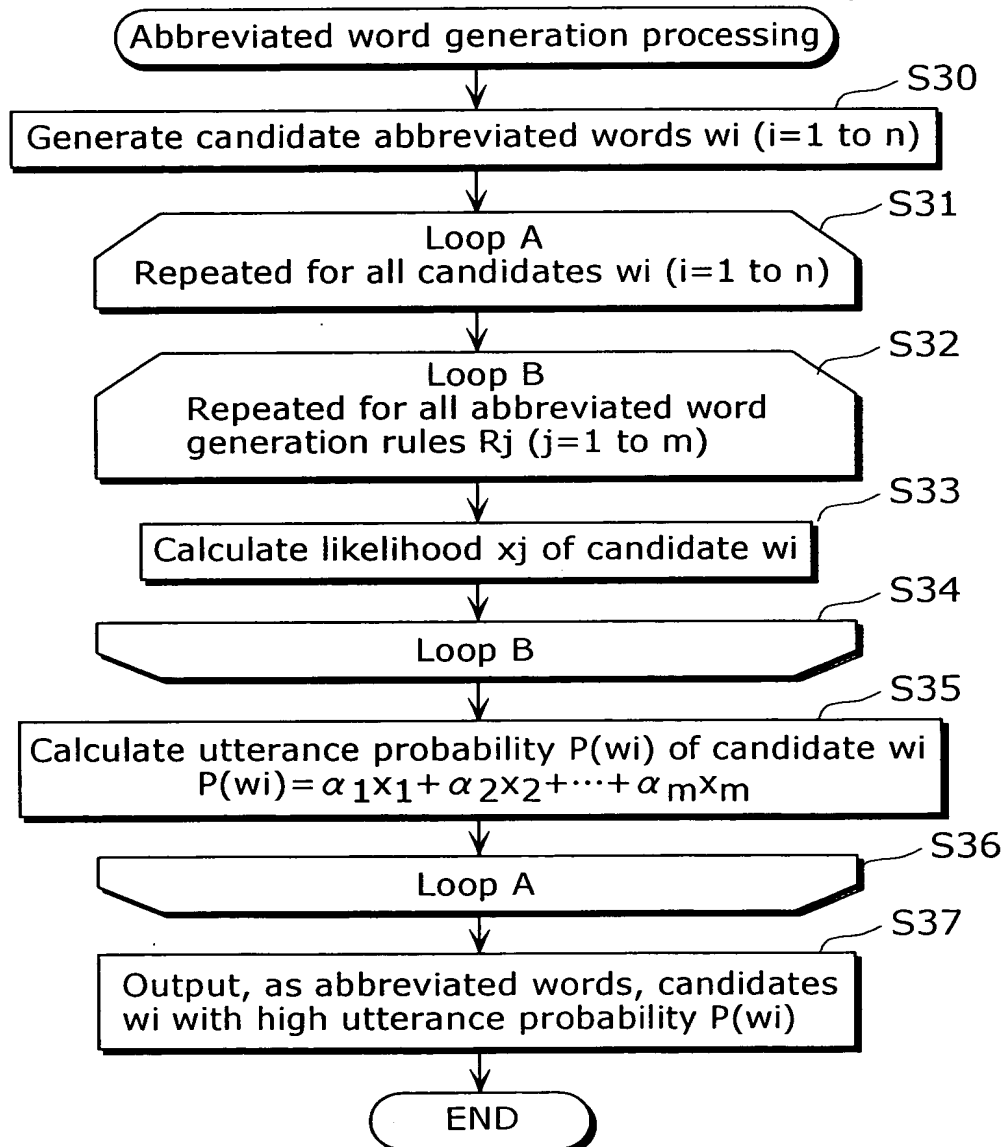 Abbreviated word generation processing
S30
Generate candidate abbreviated words wi (i=1 to n)
S31
Loop A
Repeated for all candidates wi (i=1 to n)
S32
Loop B
Repeated for all abbreviated word
generation rules Rj (j=1 to m)
S33
Calculate likelihood xj of candidate wi
S34
Loop B
S35
Calculate utterance probability P(wi) of candidate wi
P(wi)=α1x1+α2x2+⋯+αmxm
S36
Loop A
S37
Output, as abbreviated words, candidates
wi with high utterance probability P(wi)
END